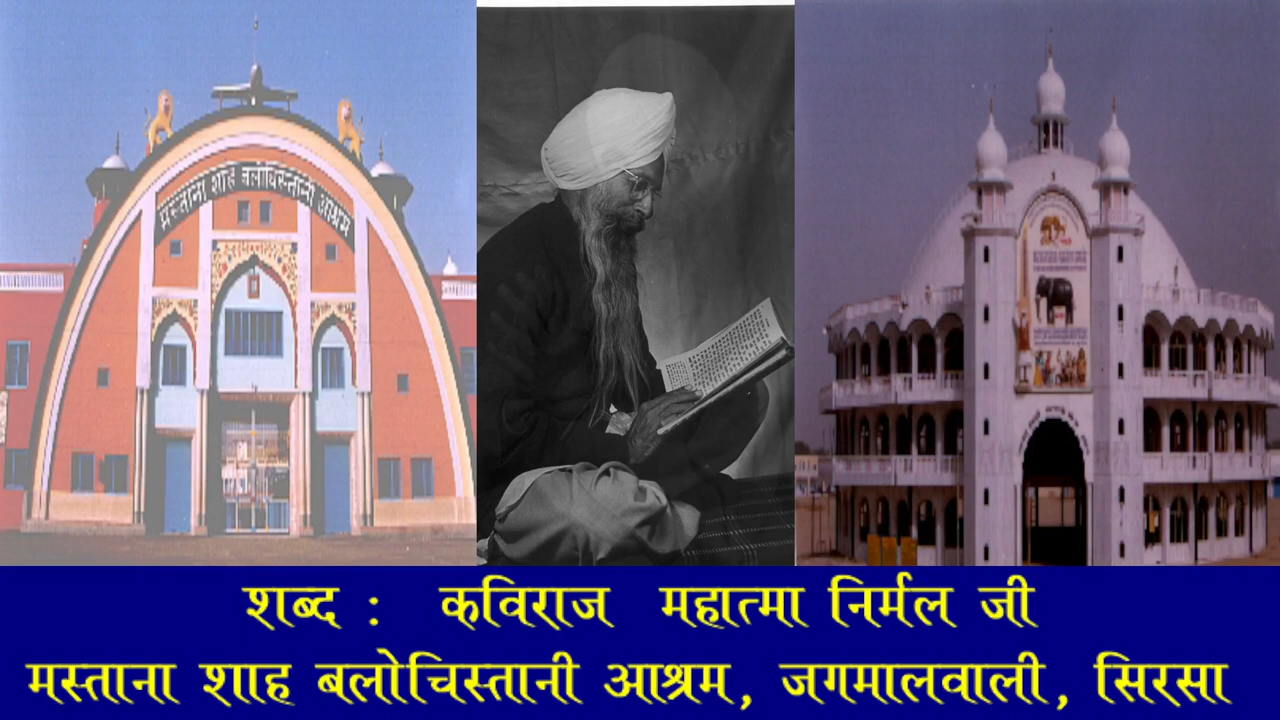 मस्ताना शाह बलोचिस्तानी आश्रम
शब्द : कविराज महात्मा निर्मल जी
मस्ताना शाह बलोचिस्तानी आश्रम, जगमालवाली, सिरसा